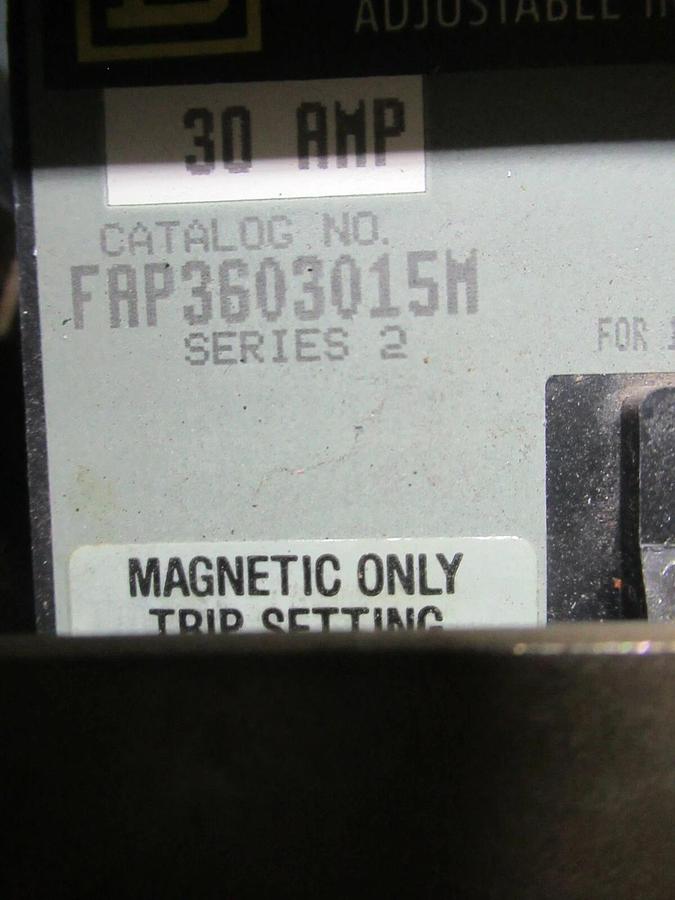 ADJUSTABLE
30 AMP
CATALOG NO.
FAP3603015M
SERIES 2
FOR
MAGNETIC ONLY
TRIP SETTING